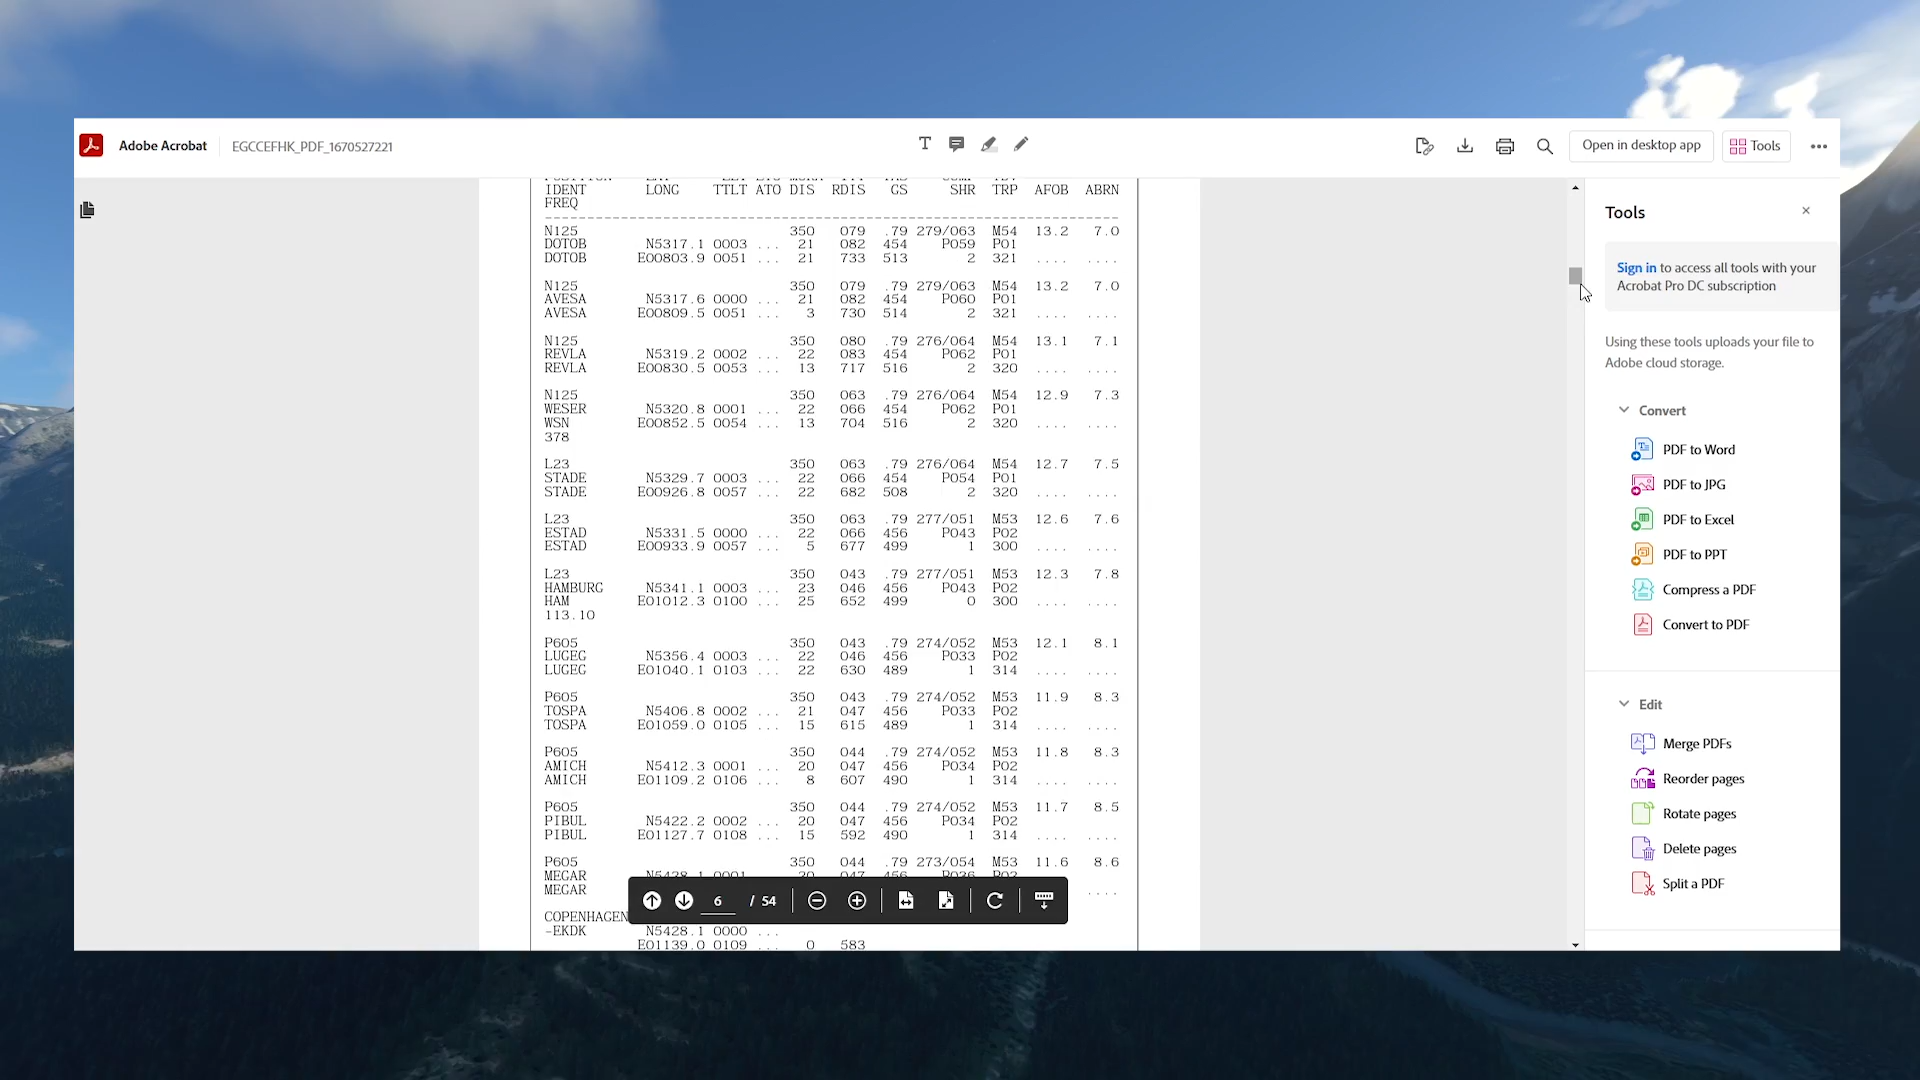 Adobe Acrobat EGCCEFHK_PDF_1670527221 Open in desktop app Tools
IDENT LONG TTLT ATO DIS RDIS GS SHR TRP AFOB ABRN
FREQ
--------------------------------------------------------------------
N125 350 079 .79 279/063 M54 13.2 7.0
DOTOB N5317.1 0003 ... 21 082 454 P059 P01
DOTOB E00803.9 0051 ... 21 733 513 2 321 .... ....
N125 350 079 .79 279/063 M54 13.2 7.0
AVESA N5317.6 0000 ... 21 082 454 P060 P01
AVESA E00809.5 0051 ... 3 730 514 2 321 .... ....
N125 350 080 .79 276/064 M54 13.1 7.1
REVLA N5319.2 0002 ... 22 083 454 P062 P01
REVLA E00830.5 0053 ... 13 717 516 2 320 .... ....
N125 350 063 .79 276/064 M54 12.9 7.3
WESER N5320.8 0001 ... 22 066 454 P062 P01
WSN E00852.5 0054 ... 13 704 516 2 320 .... ....
378
L23 350 063 .79 276/064 M54 12.7 7.5
STADE N5329.7 0003 ... 22 066 454 P054 P01
STADE E00926.8 0057 ... 22 682 508 2 320 .... ....
L23 350 063 .79 277/051 M53 12.6 7.6
ESTAD N5331.5 0000 ... 22 066 456 P043 P02
ESTAD E00933.9 0057 ... 5 677 499 1 300 .... ....
L23 350 043 .79 277/051 M53 12.3 7.8
HAMBURG N5341.1 0003 ... 23 046 456 P043 P02
HAM E01012.3 0100 ... 25 652 499 0 300 .... ....
113.10
P605 350 043 .79 274/052 M53 12.1 8.1
LUGEG N5356.4 0003 ... 22 046 456 P033 P02
LUGEG E01040.1 0103 ... 22 630 489 1 314 .... ....
P605 350 043 .79 274/052 M53 11.9 8.3
TOSPA N5406.8 0002 ... 21 047 456 P033 P02
TOSPA E01059.0 0105 ... 15 615 489 1 314 .... ....
P605 350 044 .79 274/052 M53 11.8 8.3
AMICH N5412.3 0001 ... 20 047 456 P034 P02
AMICH E01109.2 0106 ... 8 607 490 1 314 .... ....
P605 350 044 .79 274/052 M53 11.7 8.5
PIBUL N5422.2 0002 ... 20 047 456 P034 P02
PIBUL E01127.7 0108 ... 15 592 490 1 314 .... ....
P605 350 044 .79 273/054 M53 11.6 8.6
MEGAR N5428.1 0001 ... 20 047 456 P036 P02
MEGAR ....
COPENHAGEN
-EKDK N5428.1 0000 ...
E01139.0 0109 ... 0 583
6 / 54
Tools
Sign in to access all tools with your
Acrobat Pro DC subscription
Using these tools uploads your file to
Adobe cloud storage.
Convert
PDF to Word
PDF to JPG
PDF to Excel
PDF to PPT
Compress a PDF
Convert to PDF
Edit
Merge PDFs
Reorder pages
Rotate pages
Delete pages
Split a PDF